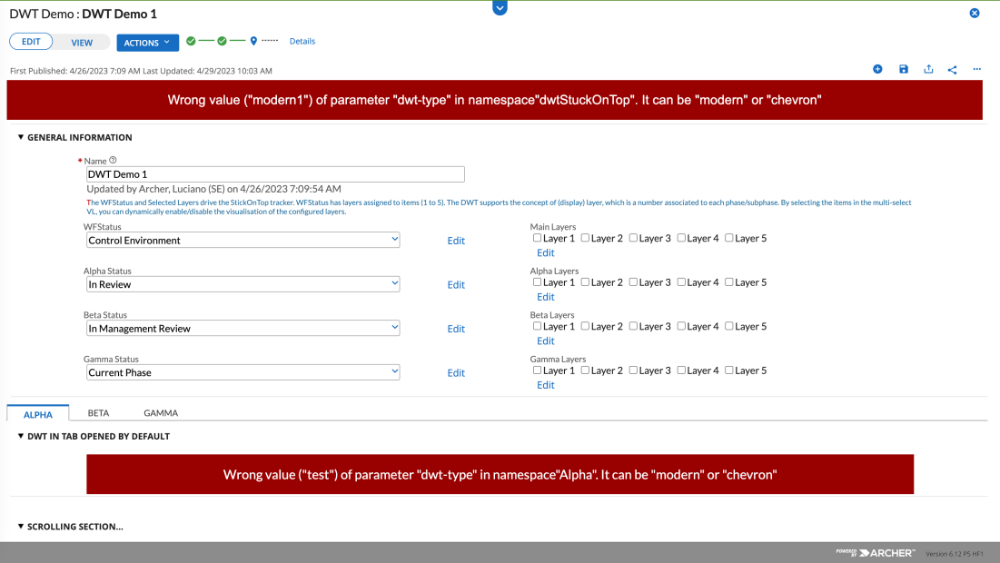 DWT Demo : DWT Demo 1
EDIT VIEW ACTIONS Details
First Published: 4/26/2023 7:09 AM Last Updated: 4/29/2023 10:03 AM
Wrong value ("modern1") of parameter "dwt-type" in namespace"dwtStuckOnTop". It can be "modern" or "chevron"
GENERAL INFORMATION
* Name
DWT Demo 1
Updated by Archer, Luciano (SE) on 4/26/2023 7:09:54 AM
The WFStatus and Selected Layers drive the StickOnTop tracker. WFStatus has layers assigned to items (1 to 5). The DWT supports the concept of (display) layer, which is a number associated to each phase/subphase. By selecting the items in the multi-select
VL, you can dynamically enable/disable the visualisation of the configured layers.
WFStatus
Control Environment Edit
Main Layers
Layer 1 Layer 2 Layer 3 Layer 4 Layer 5
Edit
Alpha Status
In Review Edit
Alpha Layers
Layer 1 Layer 2 Layer 3 Layer 4 Layer 5
Edit
Beta Status
In Management Review Edit
Beta Layers
Layer 1 Layer 2 Layer 3 Layer 4 Layer 5
Edit
Gamma Status
Current Phase Edit
Gamma Layers
Layer 1 Layer 2 Layer 3 Layer 4 Layer 5
Edit
ALPHA BETA GAMMA
DWT IN TAB OPENED BY DEFAULT
Wrong value ("test") of parameter "dwt-type" in namespace"Alpha". It can be "modern" or "chevron"
SCROLLING SECTION...
POWERED BY ARCHER™ Version 6.12 P5 HF1